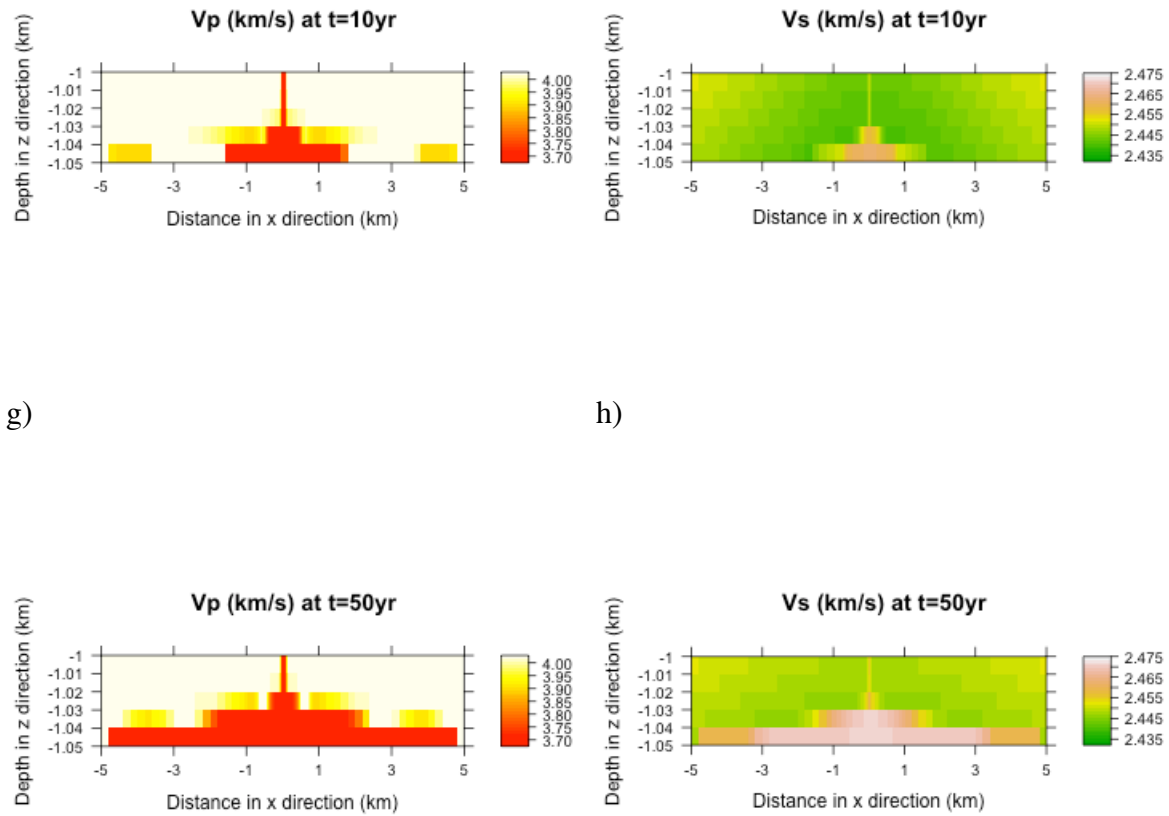 Vp (km/s) at t=10yr
Depth in z direction (km)
-1
-1.01
-1.02
-1.03
-1.04
-1.05
-5 -3 -1 1 3 5
Distance in x direction (km)
4.00
3.95
3.90
3.85
3.80
3.75
3.70
Vs (km/s) at t=10yr
Depth in z direction (km)
-1
-1.01
-1.02
-1.03
-1.04
-1.05
-5 -3 -1 1 3 5
Distance in x direction (km)
2.475
2.465
2.455
2.445
2.435
g)
h)
Vp (km/s) at t=50yr
Depth in z direction (km)
-1
-1.01
-1.02
-1.03
-1.04
-1.05
-5 -3 -1 1 3 5
Distance in x direction (km)
4.00
3.95
3.90
3.85
3.80
3.75
3.70
Vs (km/s) at t=50yr
Depth in z direction (km)
-1
-1.01
-1.02
-1.03
-1.04
-1.05
-5 -3 -1 1 3 5
Distance in x direction (km)
2.475
2.465
2.455
2.445
2.435